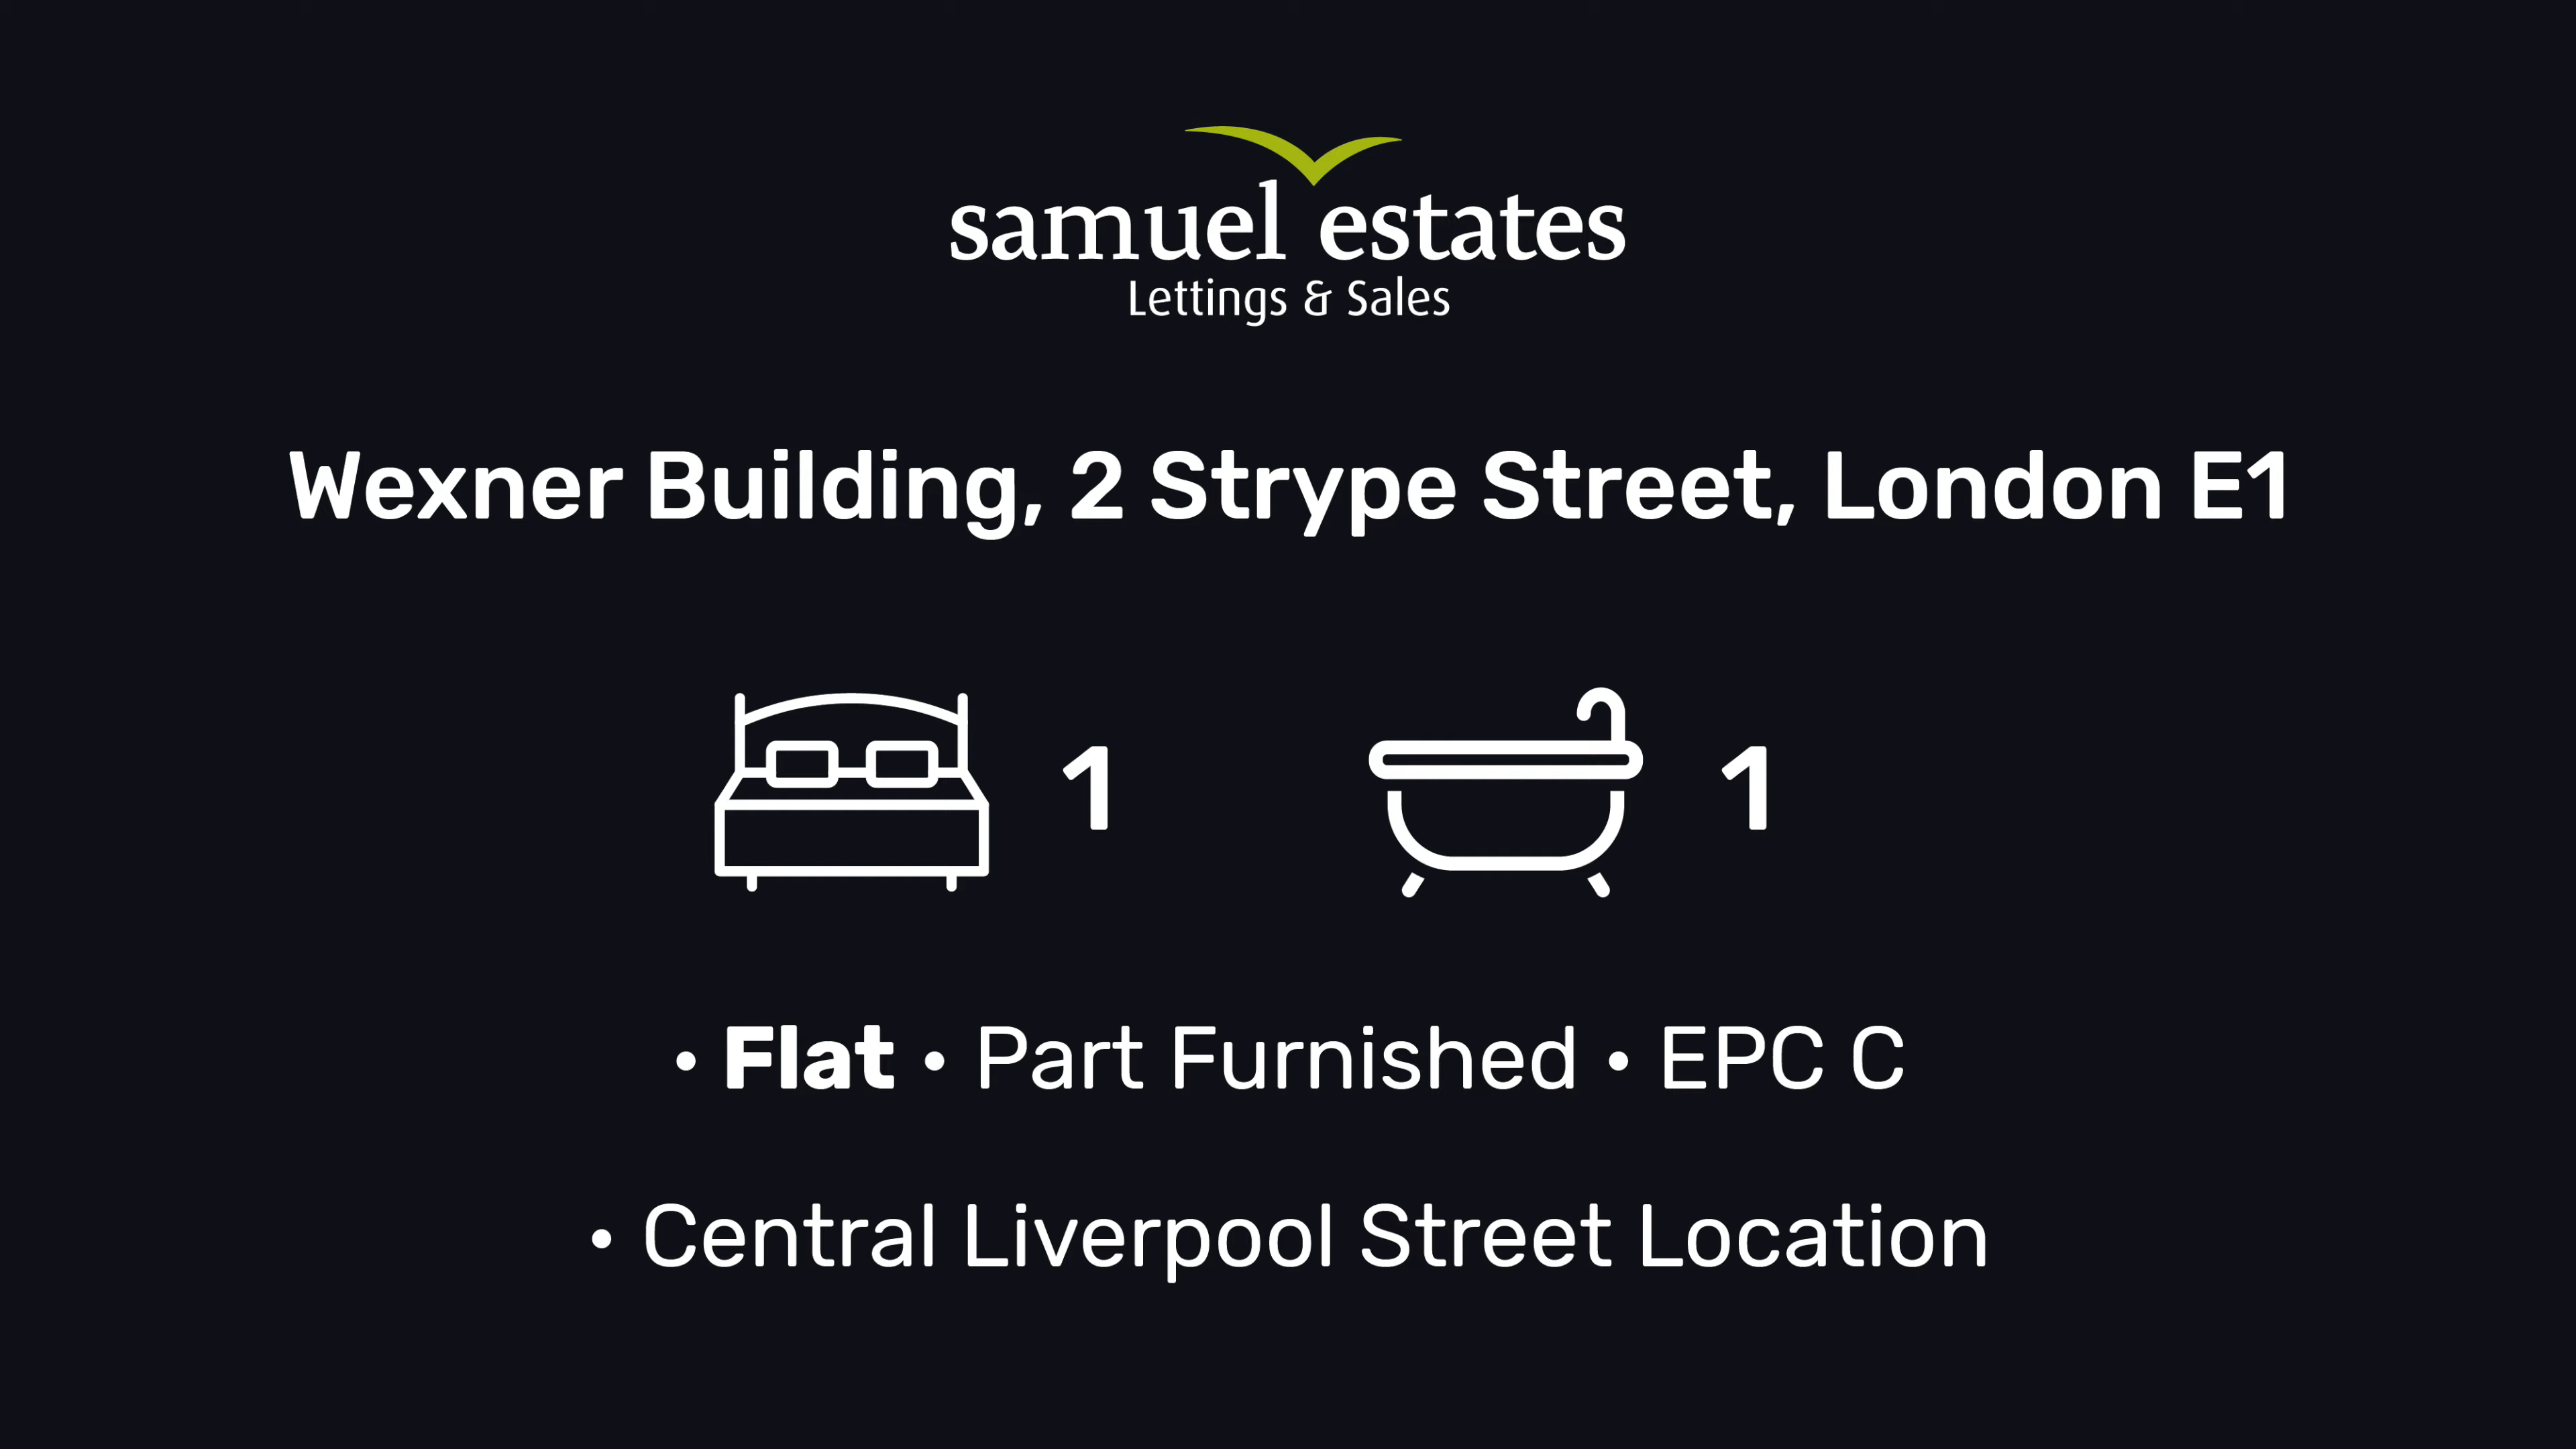 samuel estates
Lettings & Sales
Wexner Building, 2 Strype Street, London E1
1 1
• Flat • Part Furnished • EPC C
• Central Liverpool Street Location